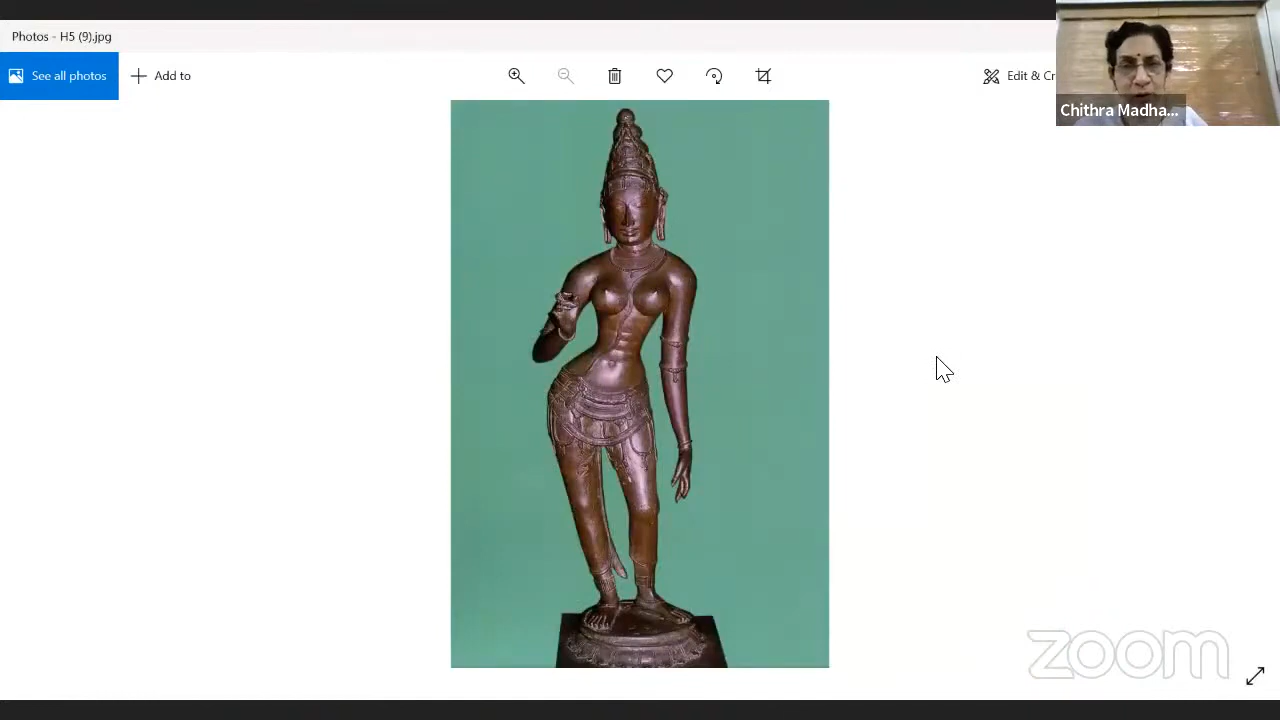 Photos - H5 (9).jpg
See all photos
Add to
Edit & Cr
Chithra Madha...
zoom